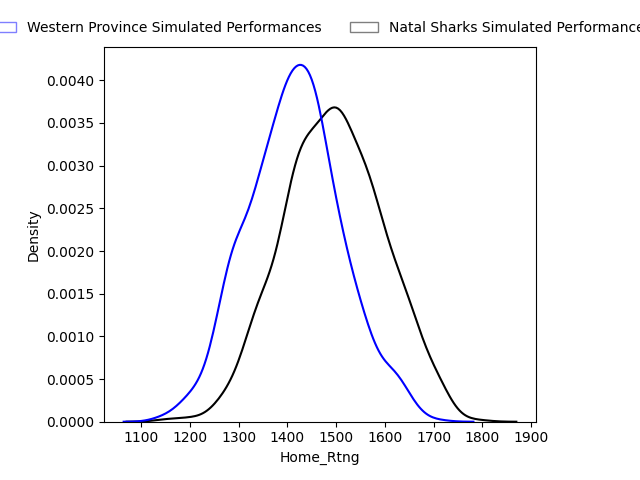 Western Province Simulated Performances Natal Sharks Simulated Performance
0.0040
0.0035
0.0030
0.0025
0.0020
0.0015
0.0010
0.0005
0.0000
Density
1100 1200 1300 1400 1500 1600 1700 1800 1900
Home_Rtng